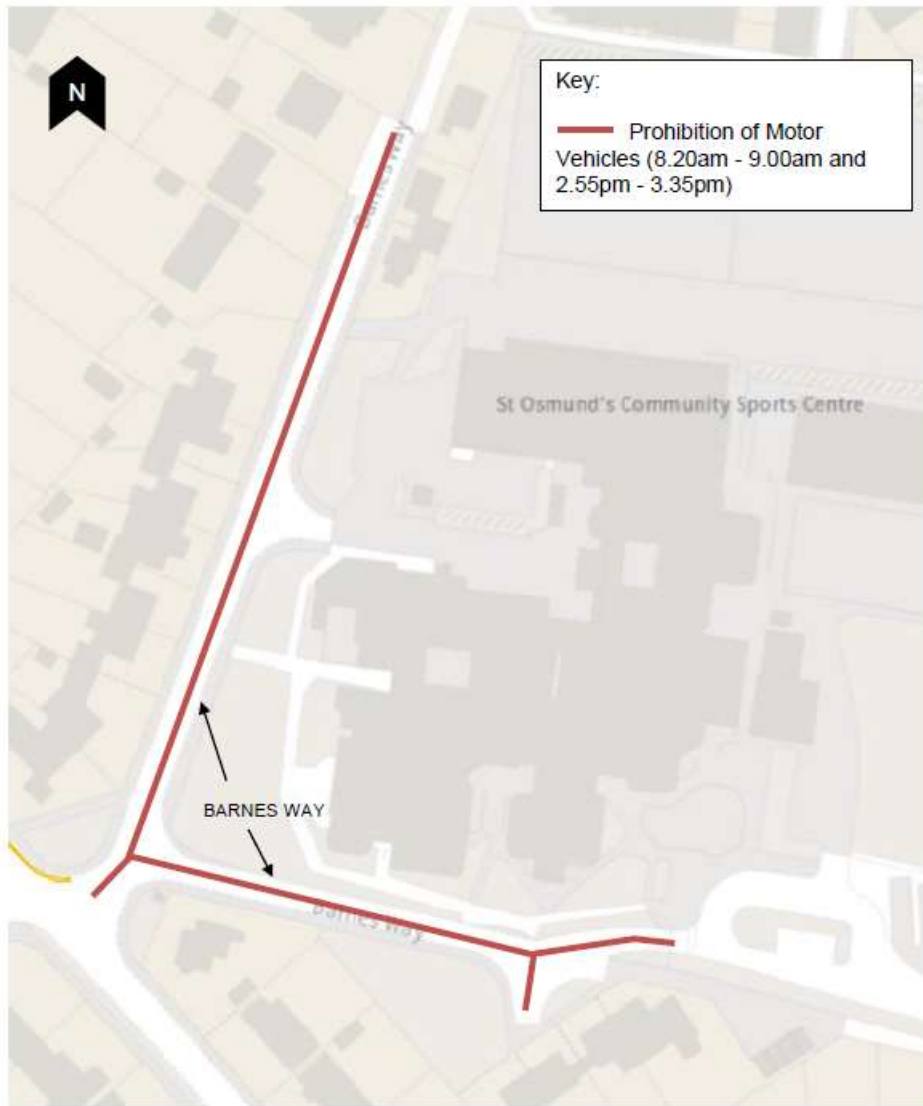 N
Key:
Prohibition of Motor
Vehicles (8.20am - 9.00am and
2.55pm - 3.35pm)
Barnes Way
St Osmund's Community Sports Centre
BARNES WAY
Barnes Way